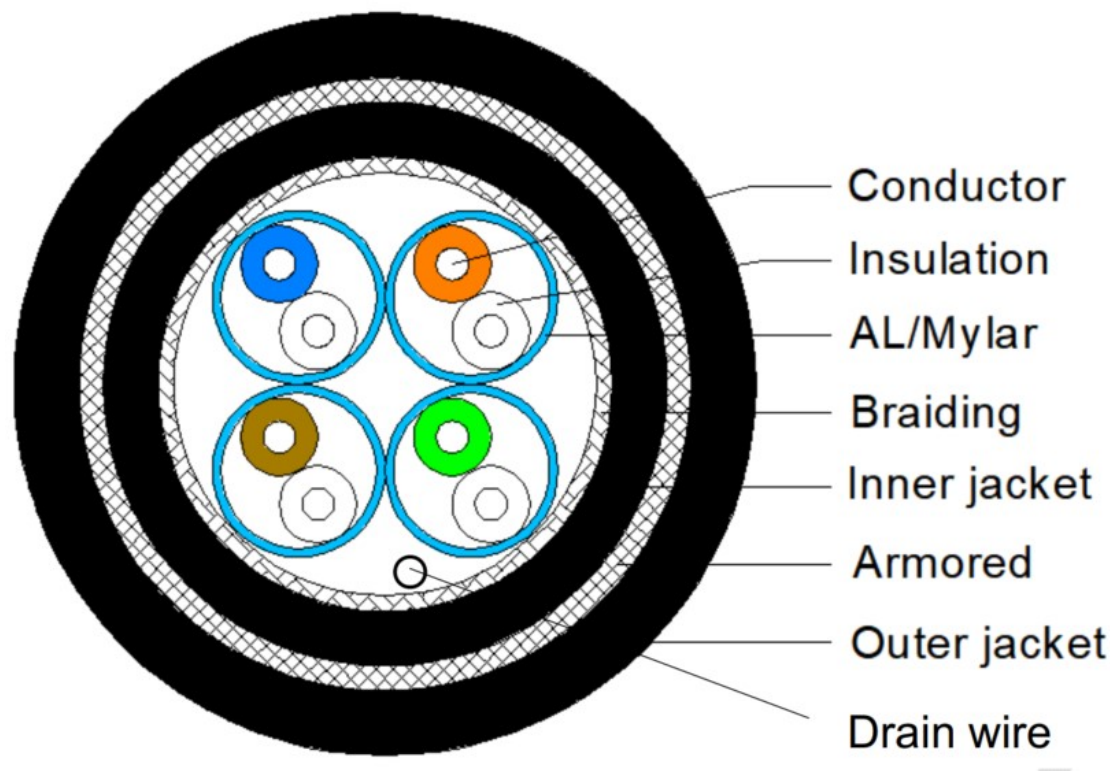 Conductor
Insulation
AL/Mylar
Braiding
Inner jacket
Armored
Outer jacket
Drain wire